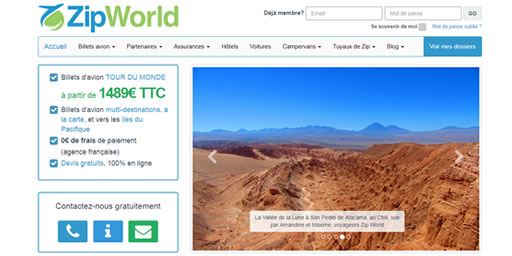 ZipWorld
Déjà membre? Email Mot de passe GO
Se souvenir de moi Mot de passe oublié ?
Accueil Billets avion Partenaires Assurances Hôtels Voitures Campervans Tuyaux de Zip Blog Voir mes dossiers
Billets d'avion TOUR DU MONDE
à partir de 1489€ TTC
Billets d'avion multi-destinations, à
la carte, et vers les îles du
Pacifique
0€ de frais de paiement
(agence française)
Devis gratuits, 100% en ligne
Contactez-nous gratuitement
La Vallée de la Lune à San Pedro de Atacama, au Chili, vue
par Amandine et Maxime, voyageurs Zip World